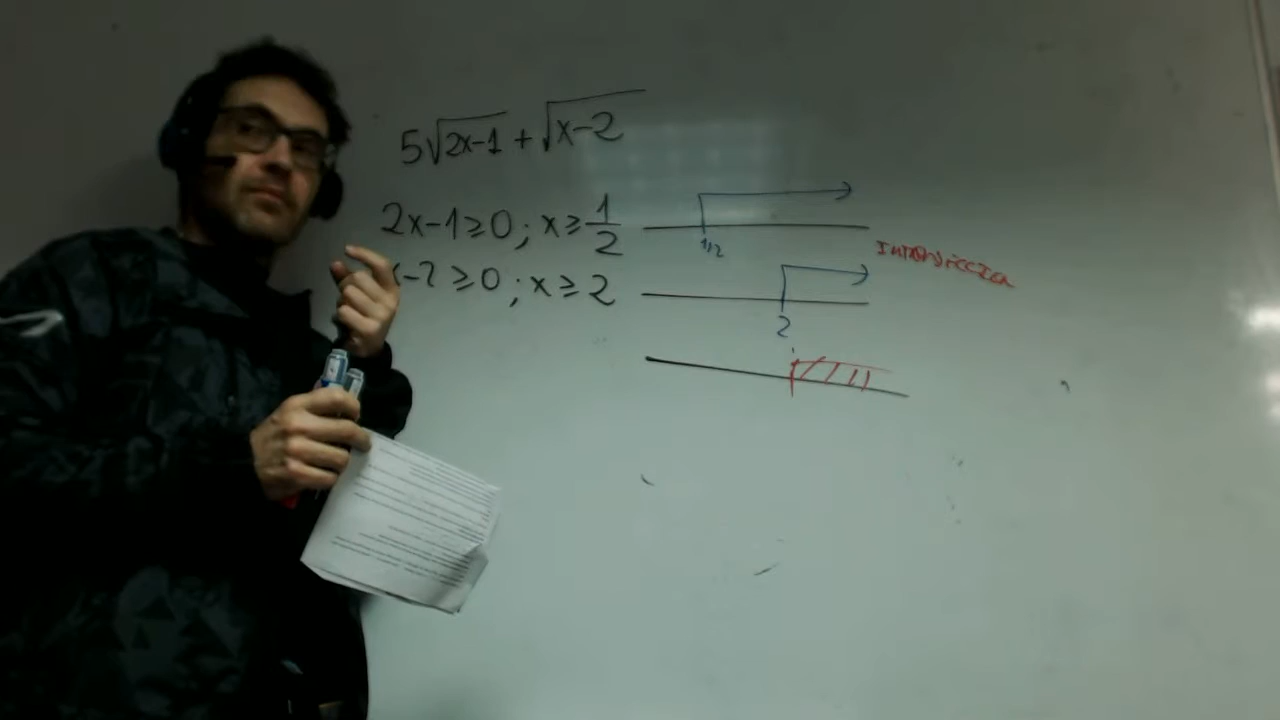 5√(2x-1) + √(x-2)
2x-1≥0; x≥1/2
x-2≥0; x≥2
1/2
2